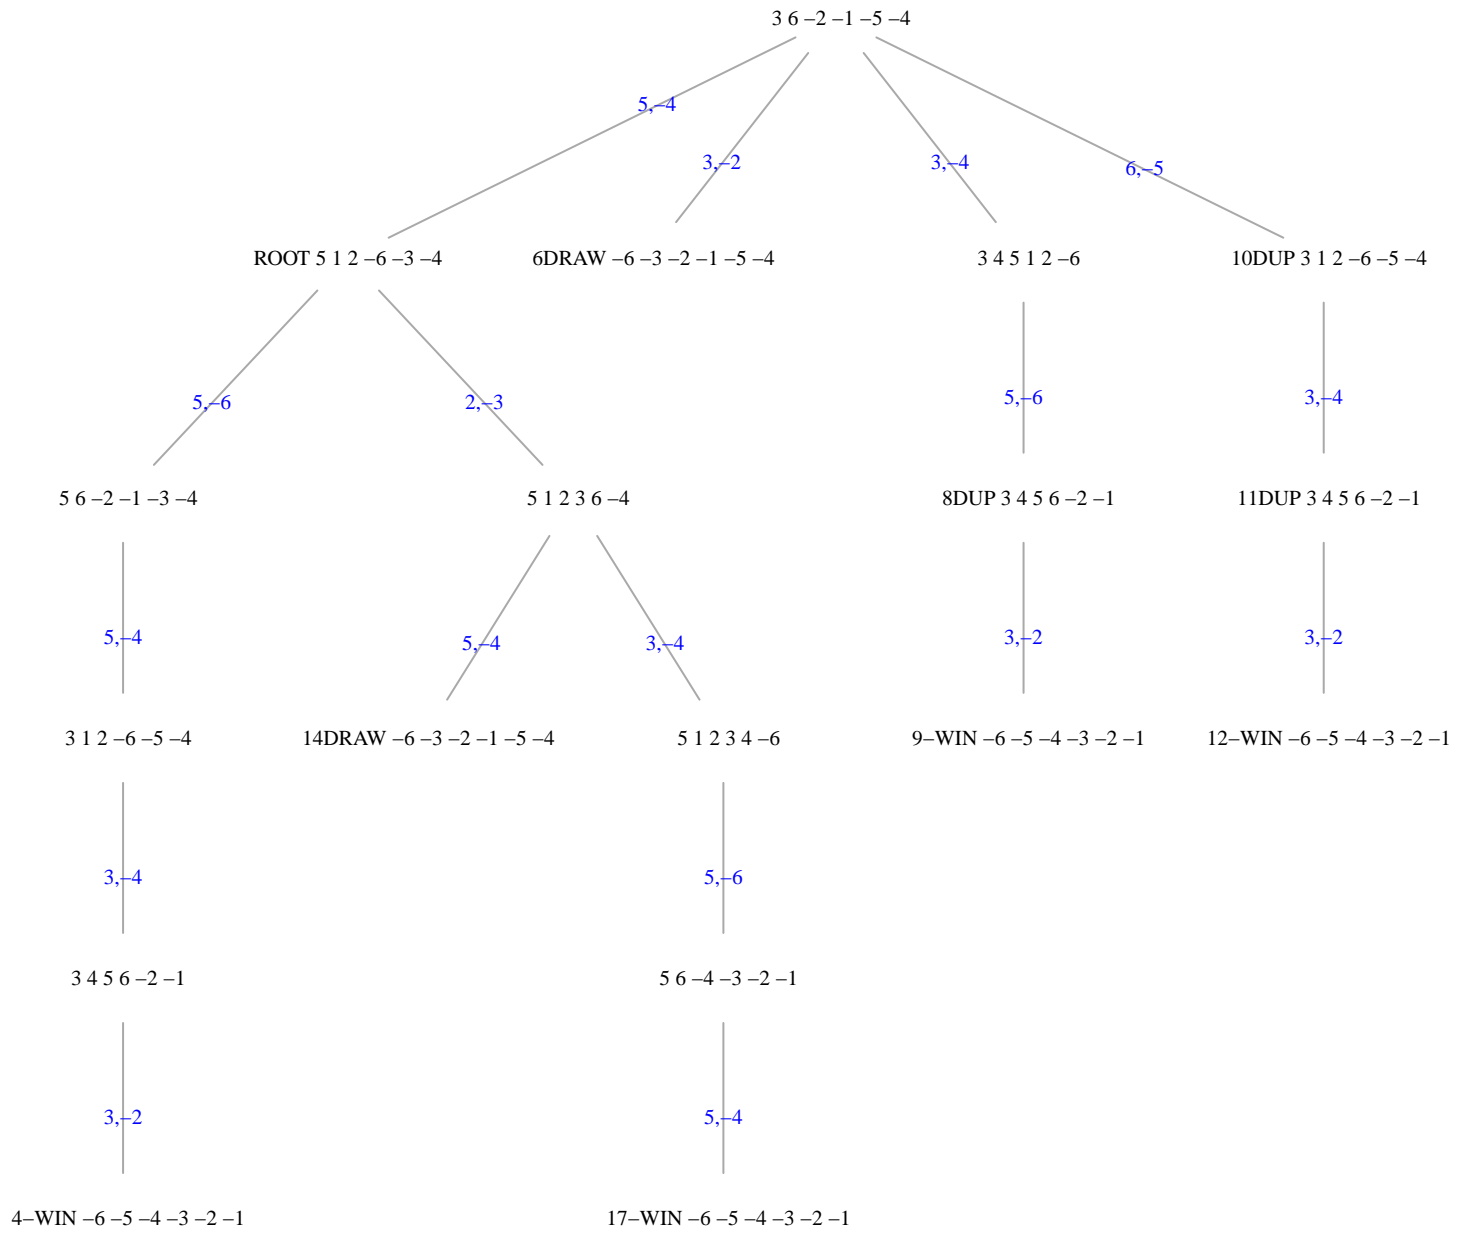 3 6 –2 –1 –5 –4
5,–4
3,–2
3,–4
6,–5
ROOT 5 1 2 –6 –3 –4
6DRAW –6 –3 –2 –1 –5 –4
3 4 5 1 2 –6
10DUP 3 1 2 –6 –5 –4
5,–6
2,–3
5,–6
3,–4
5 6 –2 –1 –3 –4
5 1 2 3 6 –4
8DUP 3 4 5 6 –2 –1
11DUP 3 4 5 6 –2 –1
5,–4
5,–4
3,–4
3,–2
3,–2
3 1 2 –6 –5 –4
14DRAW –6 –3 –2 –1 –5 –4
5 1 2 3 4 –6
9–WIN –6 –5 –4 –3 –2 –1
12–WIN –6 –5 –4 –3 –2 –1
3,–4
5,–6
3 4 5 6 –2 –1
5 6 –4 –3 –2 –1
3,–2
5,–4
4–WIN –6 –5 –4 –3 –2 –1
17–WIN –6 –5 –4 –3 –2 –1